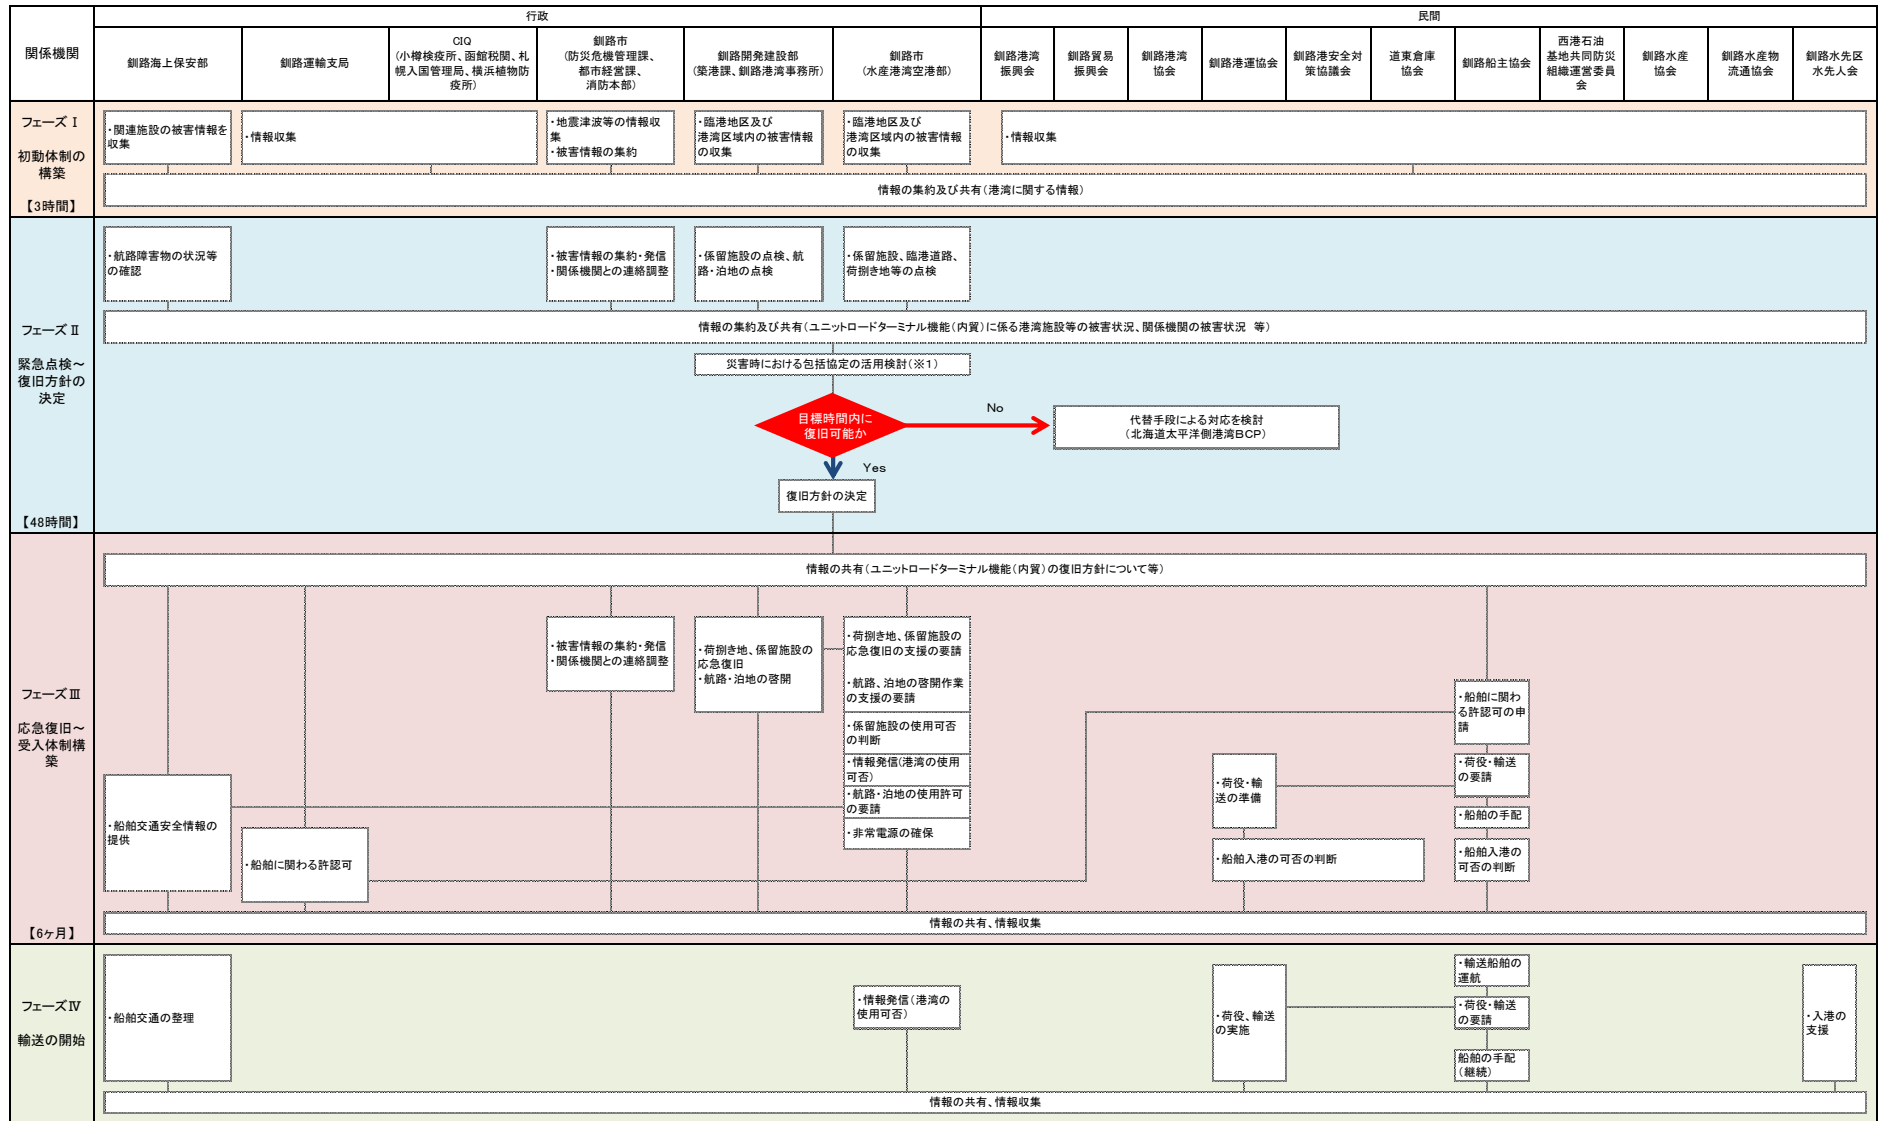 関係機関
行政
民間
釧路海上保安部
釧路運輸支局
CIQ
(小樽検疫所、函館税関、札
幌入国管理局、横浜植物防
疫所)
釧路市
(防災危機管理課、
都市経営課、
消防本部)
釧路開発建設部
(築港課、釧路港湾事務所)
釧路市
(水産港湾空港部)
釧路港湾
振興会
釧路貿易
振興会
釧路港湾
協会
釧路港運協会
釧路港安全対
策協議会
道東倉庫
協会
釧路船主協会
西港石油
基地共同防災
組織運営委員
会
釧路水産
協会
釧路水産物
流通協会
釧路水先区
水先人会
フェーズⅠ
初動体制の
構築
【3時間】
・関連施設の被害情報を
収集
・情報収集
・地震津波等の情報収
集
・被害情報の集約
・臨港地区及び
港湾区域内の被害情報
の収集
・臨港地区及び
港湾区域内の被害情報
の収集
・情報収集
情報の集約及び共有(港湾に関する情報)
フェーズⅡ
緊急点検～
復旧方針の
決定
【48時間】
・航路障害物の状況等
の確認
・被害情報の集約・発信
・関係機関との連絡調整
・係留施設の点検、航
路・泊地の点検
・係留施設、臨港道路、
荷捌き地等の点検
情報の集約及び共有(ユニットロードターミナル機能(内貿)に係る港湾施設等の被害状況、関係機関の被害状況 等)
災害時における包括協定の活用検討(※1)
目標時間内に
復旧可能か
No
代替手段による対応を検討
(北海道太平洋側港湾BCP)
Yes
復旧方針の決定
フェーズⅢ
応急復旧～
受入体制構
築
【6ヶ月】
情報の共有(ユニットロードターミナル機能(内貿)の復旧方針について等)
・被害情報の集約・発信
・関係機関との連絡調整
・荷捌き地、係留施設の
応急復旧
・航路・泊地の啓開
・荷捌き地、係留施設の
応急復旧の支援の要請
・航路、泊地の啓開作業
の支援の要請
・係留施設の使用可否
の判断
・情報発信(港湾の使用
可否)
・航路・泊地の使用許可
の要請
・非常電源の確保
・船舶交通安全情報の
提供
・船舶に関わる許認可
・荷役・輸
送の準備
・船舶入港の可否の判断
・船舶に関わ
る許認可の申
請
・荷役・輸送
の要請
・船舶の手配
・船舶入港の
可否の判断
情報の共有、情報収集
フェーズⅣ
輸送の開始
・船舶交通の整理
・情報発信(港湾の
使用可否)
・荷役、輸送
の実施
・輸送船舶の
運航
・荷役・輸送
の要請
船舶の手配
(継続)
・入港の
支援
情報の共有、情報収集